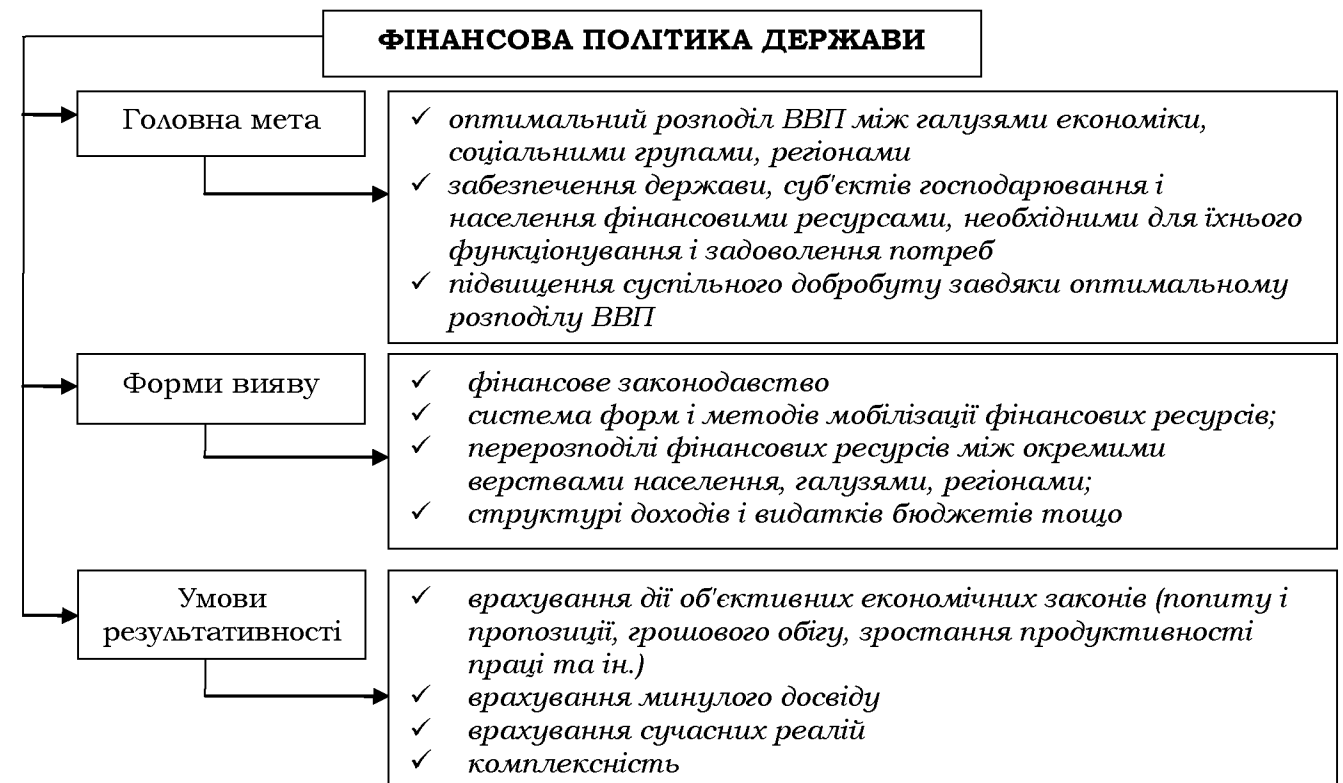 ФІНАНСОВА ПОЛІТИКА ДЕРЖАВИ
Головна мета
✓ оптимальний розподіл ВВП між галузями економіки,
соціальними групами, регіонами
✓ забезпечення держави, суб'єктів господарювання і
населення фінансовими ресурсами, необхідними для їхнього
функціонування і задоволення потреб
✓ підвищення суспільного добробуту завдяки оптимальному
розподілу ВВП
Форми вияву
✓ фінансове законодавство
✓ система форм і методів мобілізації фінансових ресурсів;
✓ перерозподілі фінансових ресурсів між окремими
верствами населення, галузями, регіонами;
✓ структурі доходів і видатків бюджетів тощо
Умови
результативності
✓ врахування дії об'єктивних економічних законів (попиту і
пропозиції, грошового обігу, зростання продуктивності
праці та ін.)
✓ врахування минулого досвіду
✓ врахування сучасних реалій
✓ комплексність